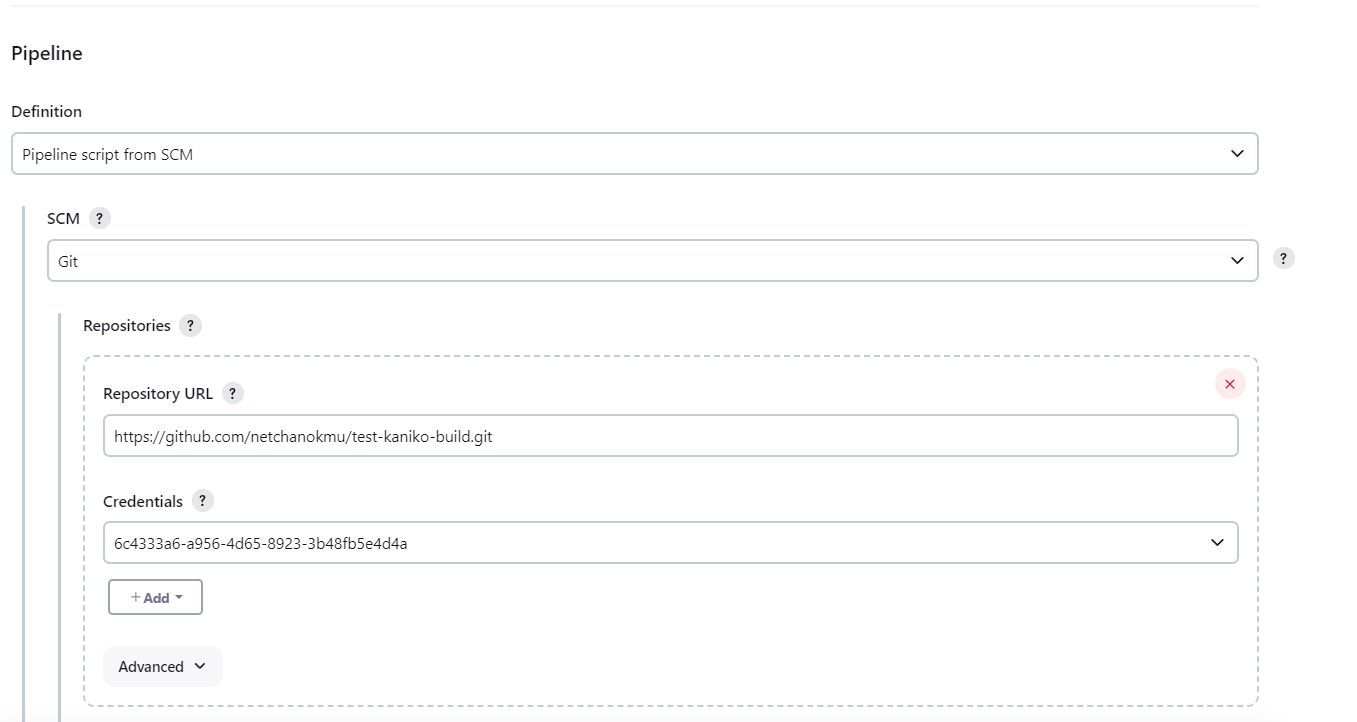 Pipeline
Definition
Pipeline script from SCM
SCM ?
Git
?
Repositories ?
Repository URL ?
https://github.com/netchanokmu/test-kaniko-build.git
Credentials ?
6c4333a6-a956-4d65-8923-3b48fb5e4d4a
+ Add
Advanced